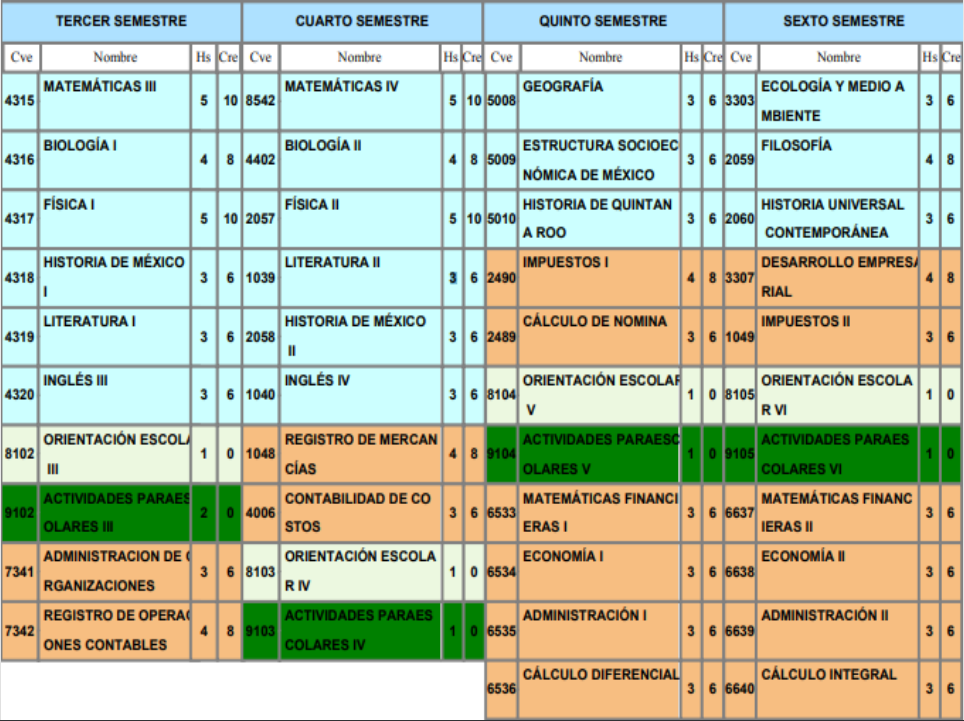 TERCER SEMESTRE CUARTO SEMESTRE QUINTO SEMESTRE SEXTO SEMESTRE
Cve Nombre Hs Cre Cve Nombre Hs Cre Cve Nombre Hs Cre Cve Nombre Hs Cre
4315 MATEMÁTICAS III 5 10 8542 MATEMÁTICAS IV 5 10 5008 GEOGRAFÍA 3 6 3303 ECOLOGÍA Y MEDIO A
MBIENTE
4316 BIOLOGÍA I 4 8 4402 BIOLOGÍA II 4 8 5009 ESTRUCTURA SOCIOEC 3 6 2059 FILOSOFÍA 4 8
NÓMICA DE MÉXICO
4317 FÍSICA I 5 10 2057 FÍSICA II 5 10 5010 HISTORIA DE QUINTAN 3 6 2060 HISTORIA UNIVERSAL 3 6
A ROO CONTEMPORÁNEA
4318 HISTORIA DE MÉXICO 3 6 1039 LITERATURA II 3 6 2490 IMPUESTOS I 4 8 3307 DESARROLLO EMPRESA 4 8
I RIAL
4319 LITERATURA I 3 6 2058 HISTORIA DE MÉXICO 3 6 2489 CÁLCULO DE NOMINA 3 6 1049 IMPUESTOS II 3 6
II
4320 INGLÉS III 3 6 1040 INGLÉS IV 3 6 8104 ORIENTACIÓN ESCOLAR 1 0 8105 ORIENTACIÓN ESCOLA 1 0
V R VI
8102 ORIENTACIÓN ESCOLA 1 0 1048 REGISTRO DE MERCAN 4 8 9104 ACTIVIDADES PARAESC 1 0 9105 ACTIVIDADES PARAES 1 0
III CÍAS OLARES V COLARES VI
9102 ACTIVIDADES PARAES 2 0 4006 CONTABILIDAD DE CO 3 6 6533 MATEMÁTICAS FINANCI 3 6 6637 MATEMÁTICAS FINANC 3 6
OLARES III STOS ERAS I IERAS II
7341 ADMINISTRACION DE O 3 6 8103 ORIENTACIÓN ESCOLA 1 0 6534 ECONOMÍA I 3 6 6638 ECONOMÍA II 3 6
RGANIZACIONES R IV
7342 REGISTRO DE OPERAC 4 8 9103 ACTIVIDADES PARAES 1 0 6535 ADMINISTRACIÓN I 3 6 6639 ADMINISTRACIÓN II 3 6
ONES CONTABLES COLARES IV
6536 CÁLCULO DIFERENCIAL 3 6 6640 CÁLCULO INTEGRAL 3 6